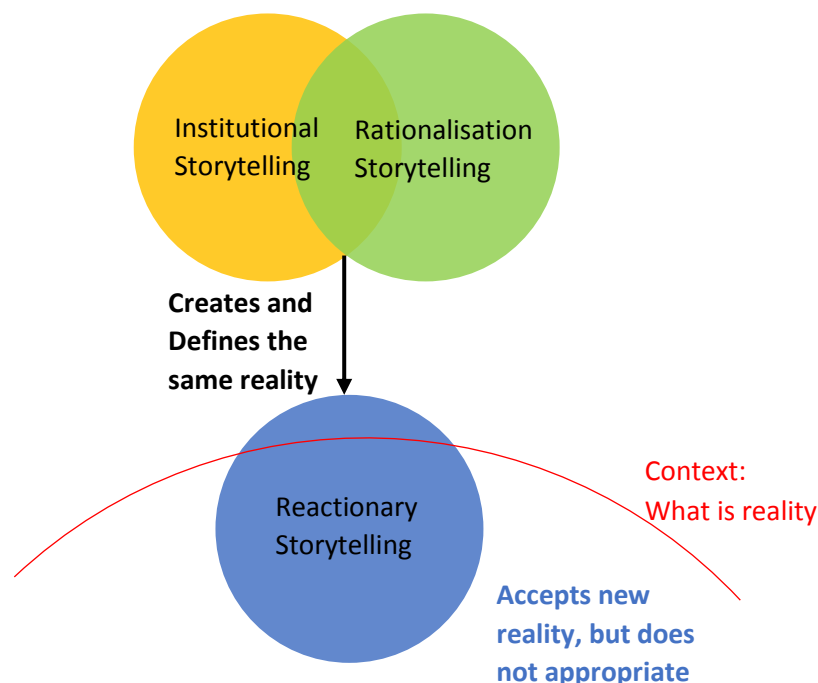 Institutional
Storytelling
Rationalisation
Storytelling
Creates and
Defines the
same reality
Reactionary
Storytelling
Context:
What is reality
Accepts new
reality, but does
not appropriate